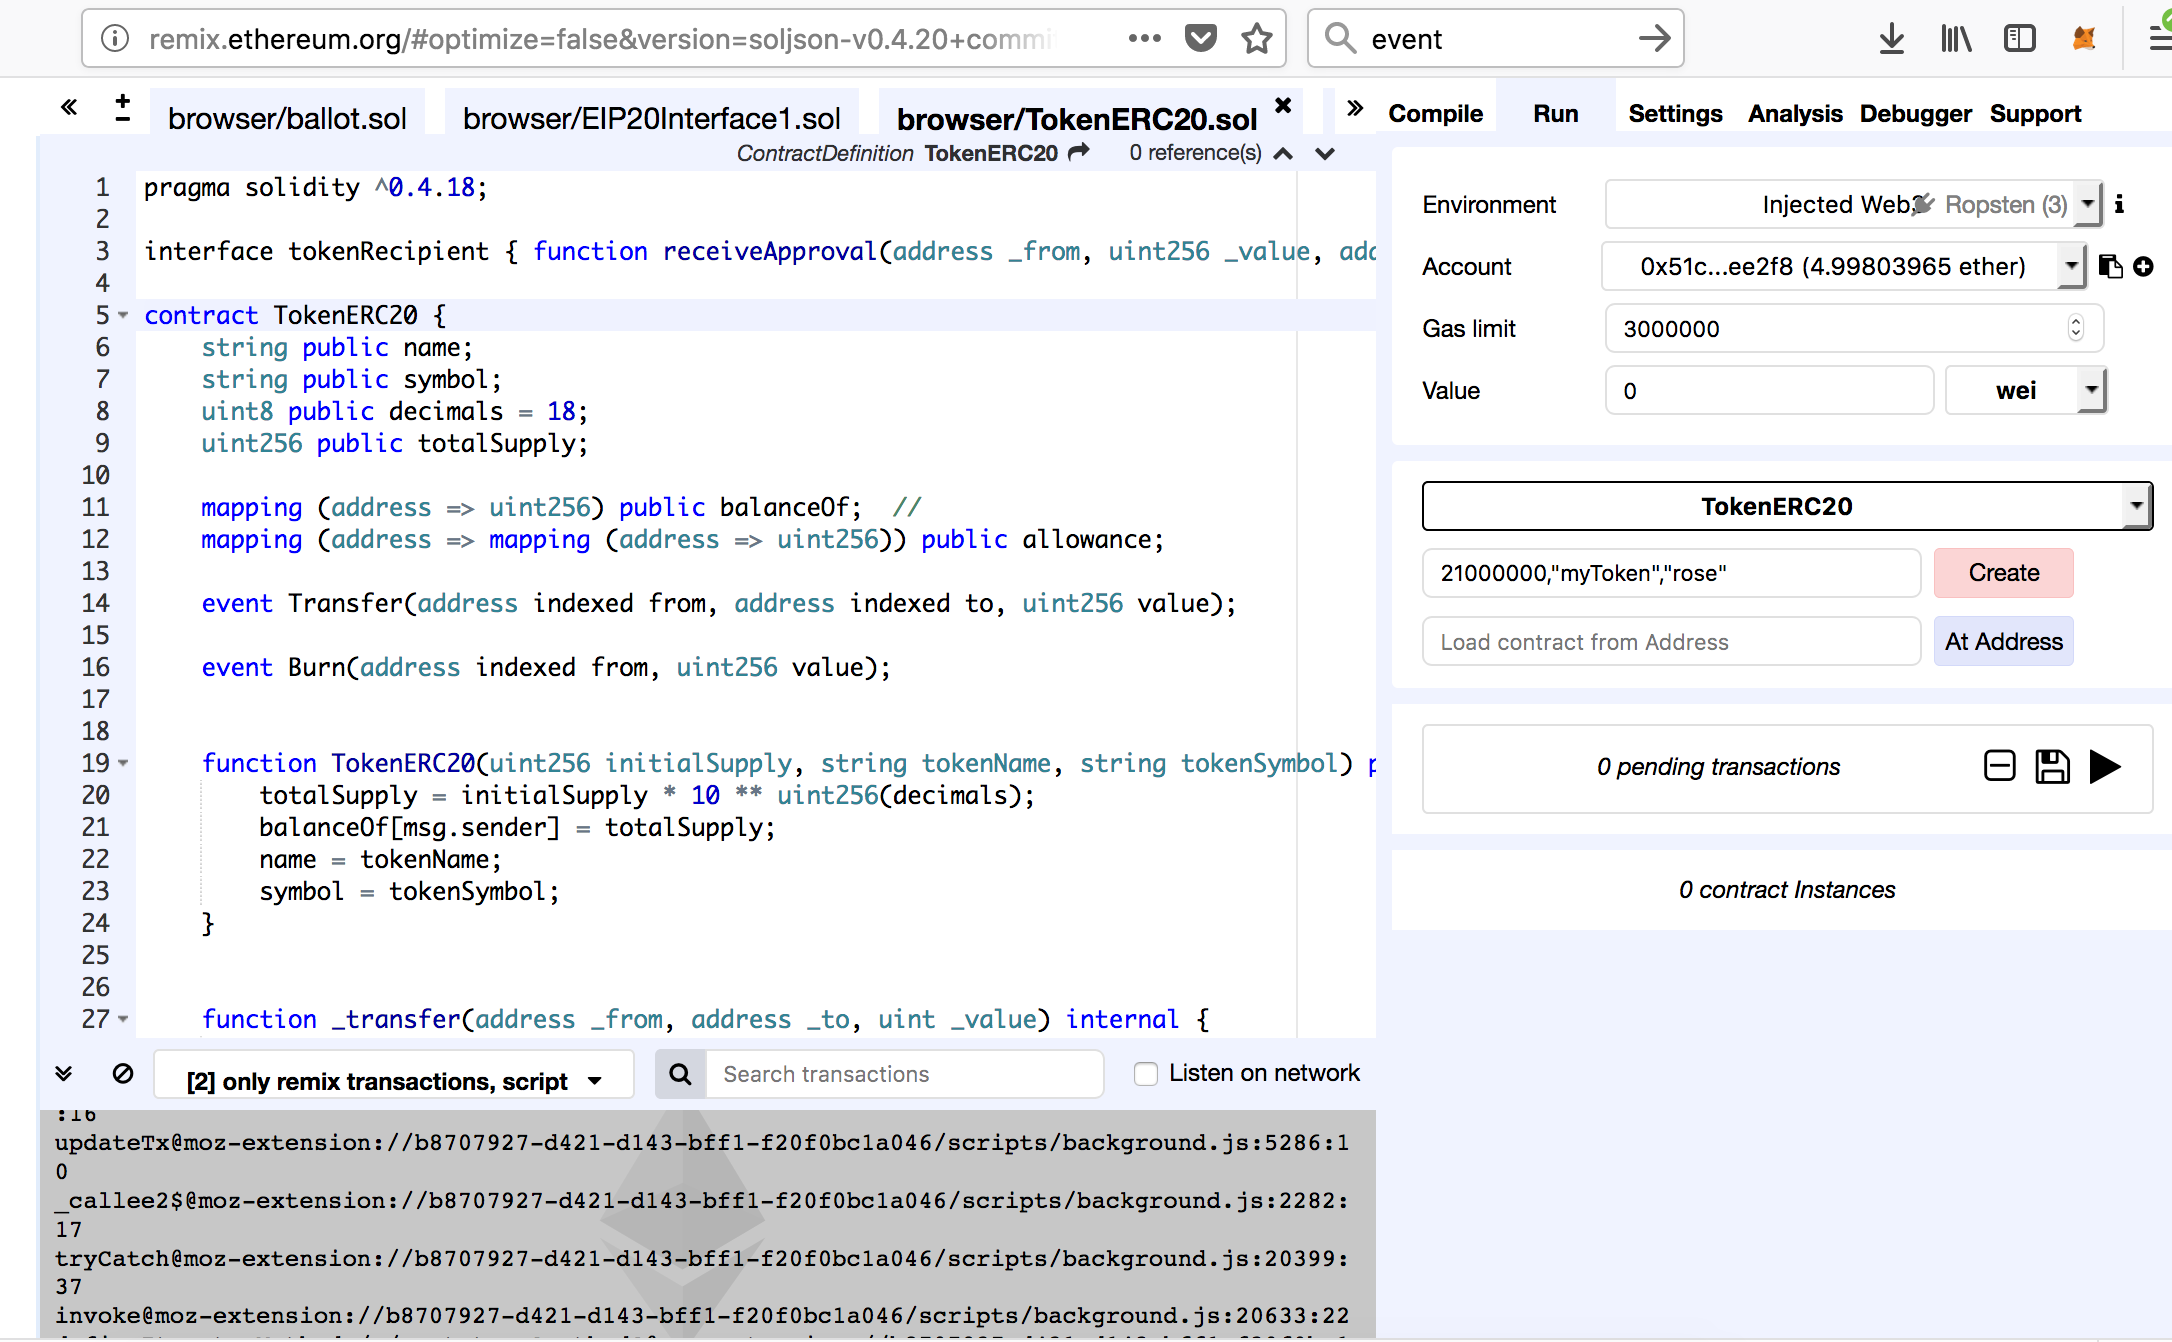 remix.ethereum.org/#optimize=false&version=soljson-v0.4.20+commi
event
browser/ballot.sol browser/EIP20Interface1.sol browser/TokenERC20.sol
Compile Run Settings Analysis Debugger Support
ContractDefinition TokenERC20 0 reference(s)
1 pragma solidity ^0.4.18;
2
3 interface tokenRecipient { function receiveApproval(address _from, uint256 _value, add
4
5 contract TokenERC20 {
6 string public name;
7 string public symbol;
8 uint8 public decimals = 18;
9 uint256 public totalSupply;
10
11 mapping (address => uint256) public balanceOf; //
12 mapping (address => mapping (address => uint256)) public allowance;
13
14 event Transfer(address indexed from, address indexed to, uint256 value);
15
16 event Burn(address indexed from, uint256 value);
17
18
19 function TokenERC20(uint256 initialSupply, string tokenName, string tokenSymbol) p
20 totalSupply = initialSupply * 10 ** uint256(decimals);
21 balanceOf[msg.sender] = totalSupply;
22 name = tokenName;
23 symbol = tokenSymbol;
24 }
25
26
27 function _transfer(address _from, address _to, uint _value) internal {
[2] only remix transactions, script
Search transactions
Listen on network
:16
updateTx@moz-extension://b8707927-d421-d143-bff1-f20f0bc1a046/scripts/background.js:5286:1
0
_callee2$@moz-extension://b8707927-d421-d143-bff1-f20f0bc1a046/scripts/background.js:2282:
17
tryCatch@moz-extension://b8707927-d421-d143-bff1-f20f0bc1a046/scripts/background.js:20399:
37
invoke@moz-extension://b8707927-d421-d143-bff1-f20f0bc1a046/scripts/background.js:20633:22
Environment Injected Web3 Ropsten (3)
Account 0x51c...ee2f8 (4.99803965 ether)
Gas limit 3000000
Value 0 wei
TokenERC20
21000000,"myToken","rose" Create
Load contract from Address At Address
0 pending transactions
0 contract Instances